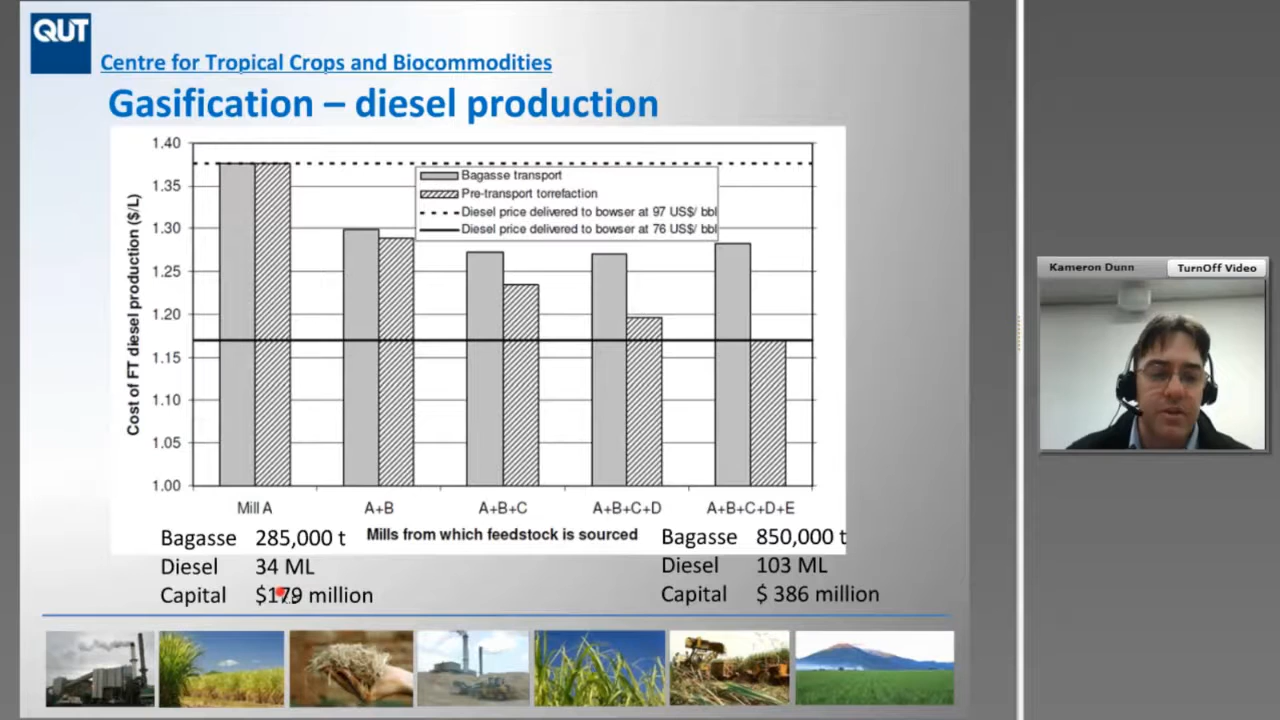 QUT
Centre for Tropical Crops and Biocommodities
Gasification – diesel production
Cost of FT diesel production ($/L)
1.40
1.35
1.30
1.25
1.20
1.15
1.10
1.05
1.00
Bagasse transport
Pre-transport torrefaction
Diesel price delivered to bowser at 97 US$/ bbl
Diesel price delivered to bowser at 76 US$/ bbl
Mill A
A+B
A+B+C
A+B+C+D
A+B+C+D+E
Mills from which feedstock is sourced
Bagasse 285,000 t
Diesel 34 ML
Capital $179 million
Bagasse 850,000 t
Diesel 103 ML
Capital $ 386 million
Kameron Dunn
TurnOff Video